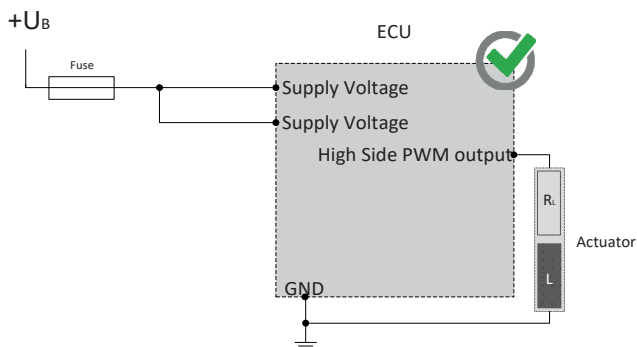 +UB
ECU
Fuse
Supply Voltage
Supply Voltage
High Side PWM output
RL
Actuator
L
GND